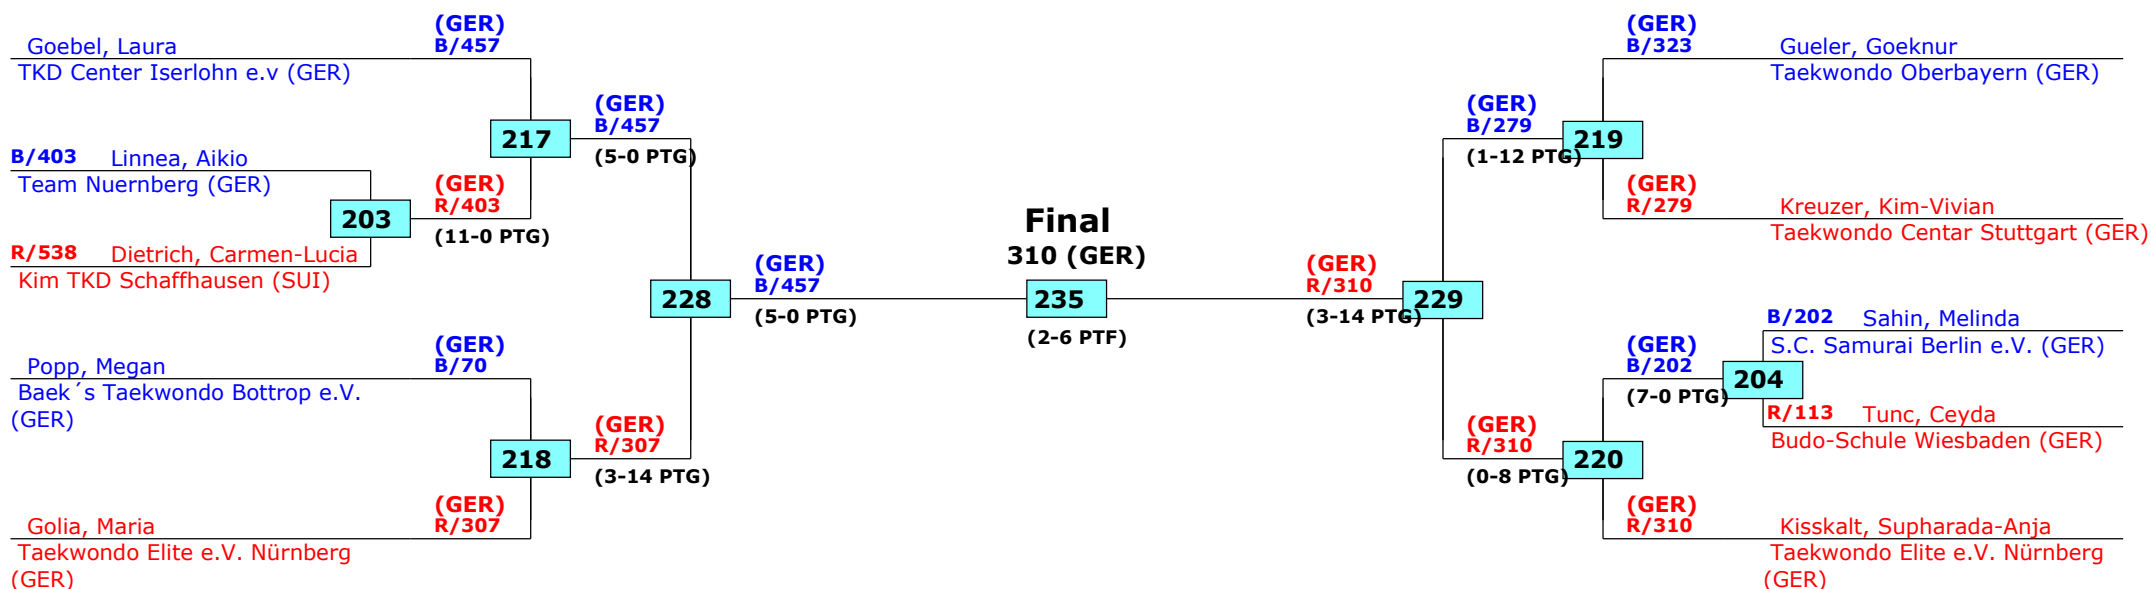 (GER)
B/457
Goebel, Laura
TKD Center Iserlohn e.v (GER)
(GER)
B/457
217
(5-0 PTG)
B/403 Linnea, Aikio
Team Nuernberg (GER)
(GER)
R/403
203
(11-0 PTG)
R/538 Dietrich, Carmen-Lucia
Kim TKD Schaffhausen (SUI)
228
(GER)
B/457
(5-0 PTG)
(GER)
B/70
Popp, Megan
Baek´s Taekwondo Bottrop e.V.
(GER)
(GER)
R/307
218
(3-14 PTG)
(GER)
R/307
Golia, Maria
Taekwondo Elite e.V. Nürnberg
(GER)
Final
310 (GER)
235
(2-6 PTF)
(GER)
R/310
229
(3-14 PTG)
(GER)
B/323
Gueler, Goeknur
Taekwondo Oberbayern (GER)
(GER)
B/279
219
(1-12 PTG)
(GER)
R/279
Kreuzer, Kim-Vivian
Taekwondo Centar Stuttgart (GER)
B/202 Sahin, Melinda
S.C. Samurai Berlin e.V. (GER)
(GER)
B/202
204
(7-0 PTG)
R/113 Tunc, Ceyda
Budo-Schule Wiesbaden (GER)
(GER)
R/310
220
(0-8 PTG)
(GER)
R/310
Kisskalt, Supharada-Anja
Taekwondo Elite e.V. Nürnberg
(GER)